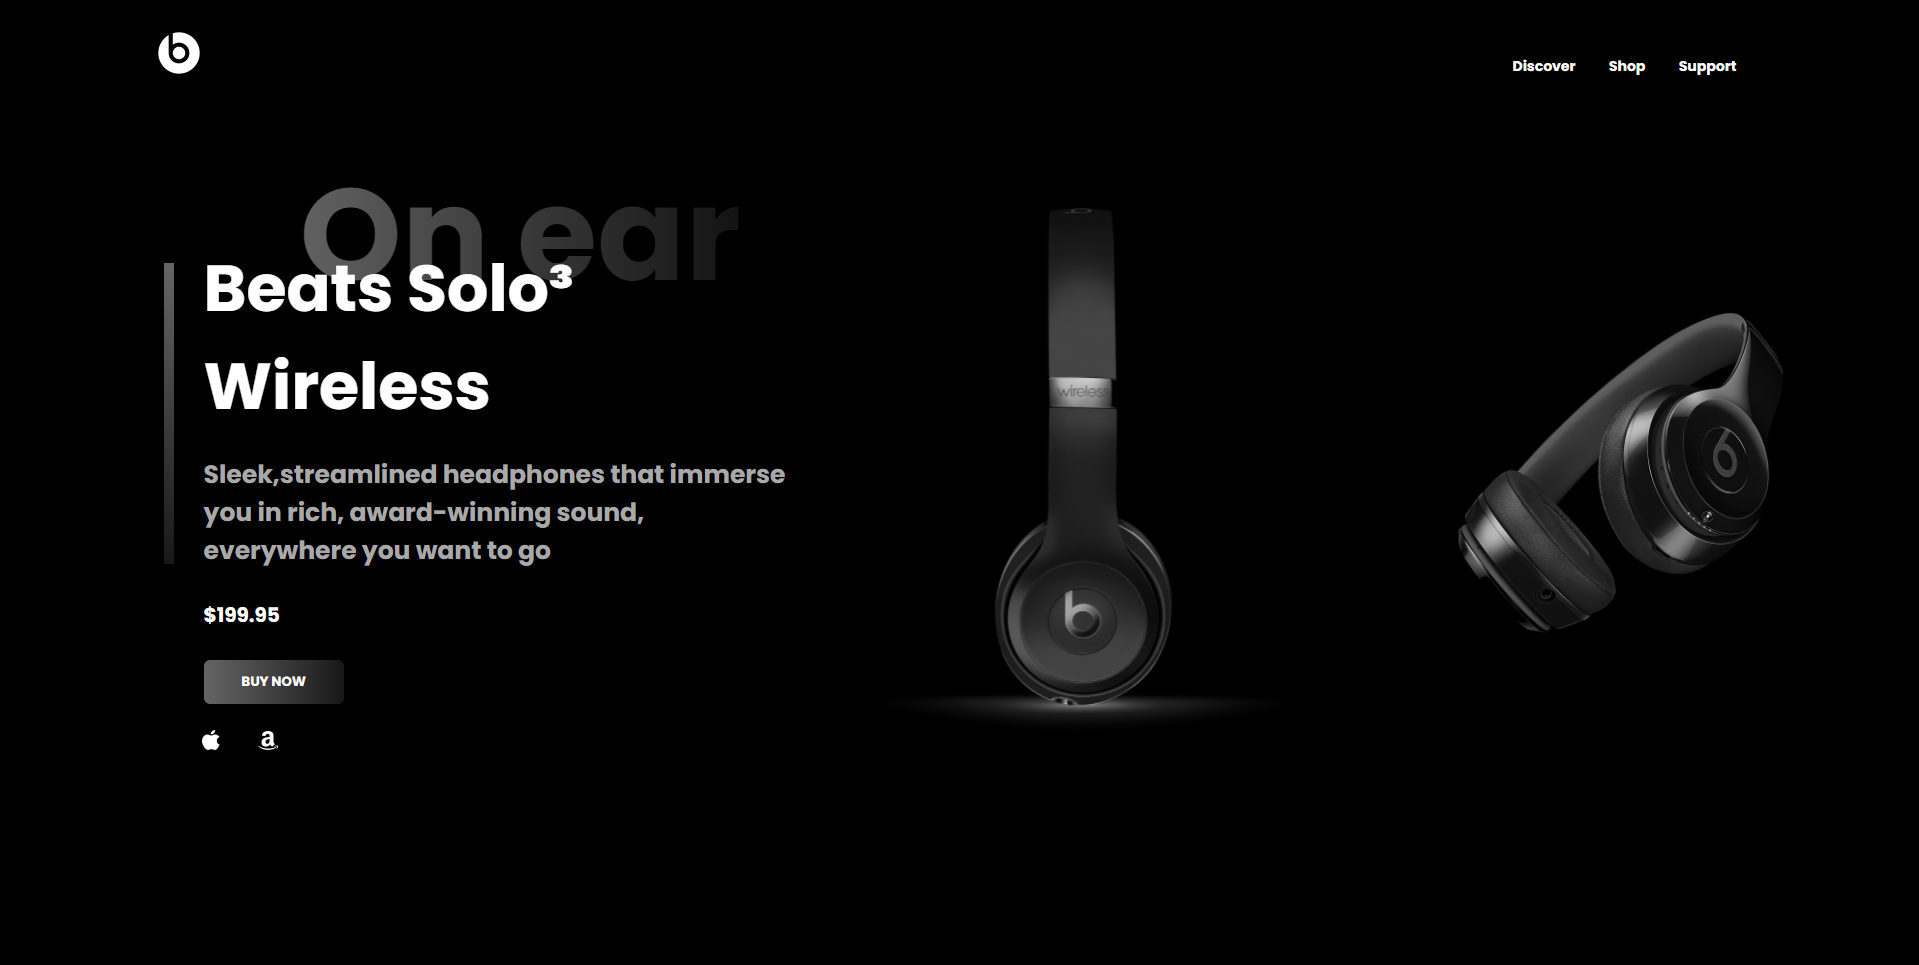 Discover Shop Support
On ear
Beats Solo³
Wireless
Sleek,streamlined headphones that immerse
you in rich, award-winning sound,
everywhere you want to go
$199.95
BUY NOW
wireless